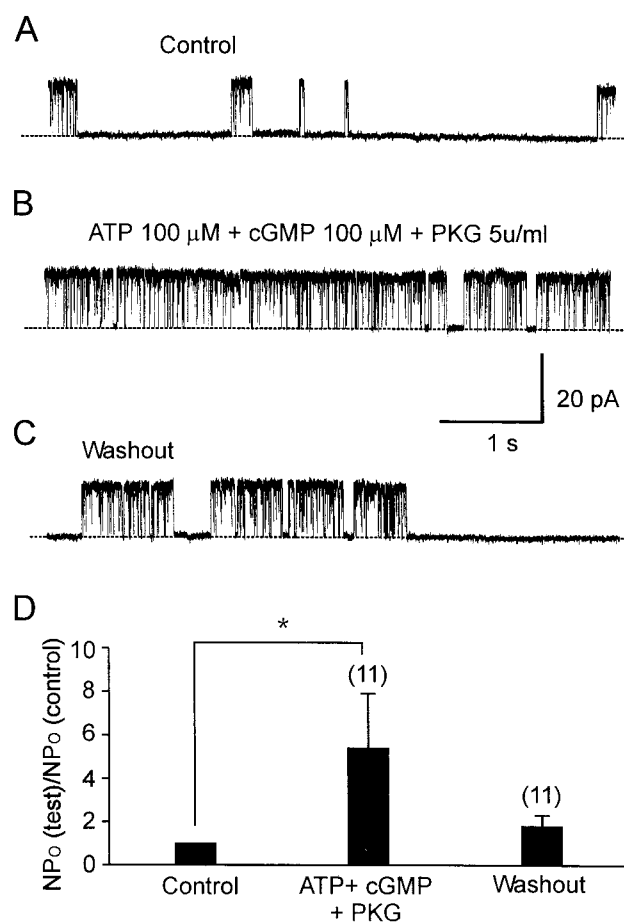 A
Control
B
ATP 100 μM + cGMP 100 μM + PKG 5u/ml
20 pA
1 s
C
Washout
D
NPo (test)/NPo (control)
10
8
6
4
2
0
*
(11)
(11)
Control
ATP+ cGMP
+ PKG
Washout